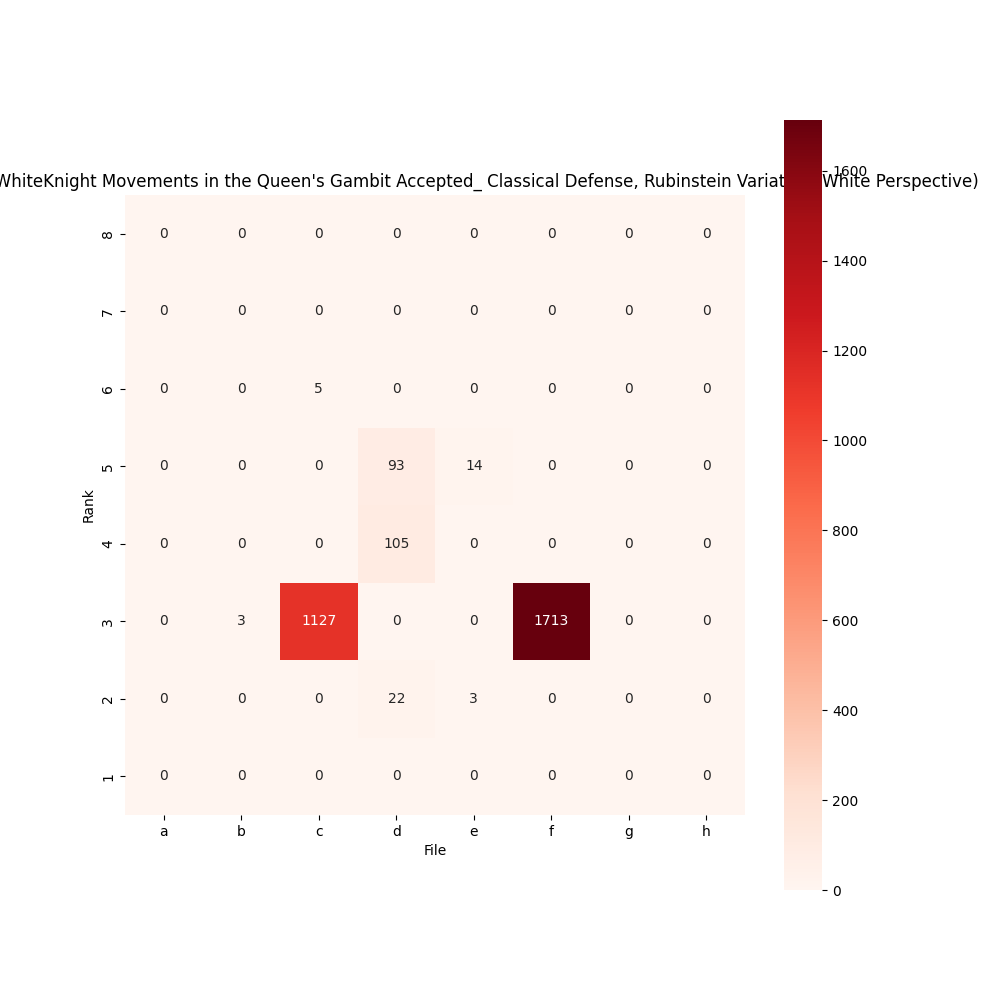 WhiteKnight Movements in the Queen's Gambit Accepted_ Classical Defense, Rubinstein Variat White Perspective)
1600
8 0 0 0 0 0 0 0 0
1400
7 0 0 0 0 0 0 0 0
1200
6 0 0 5 0 0 0 0 0
1000
5 0 0 0 93 14 0 0 0
Rank
800
4 0 0 0 105 0 0 0 0
3 0 3 1127 0 0 1713 0 0
600
2 0 0 0 22 3 0 0 0
400
1 0 0 0 0 0 0 0 0
200
a b c d e f g h
File
0